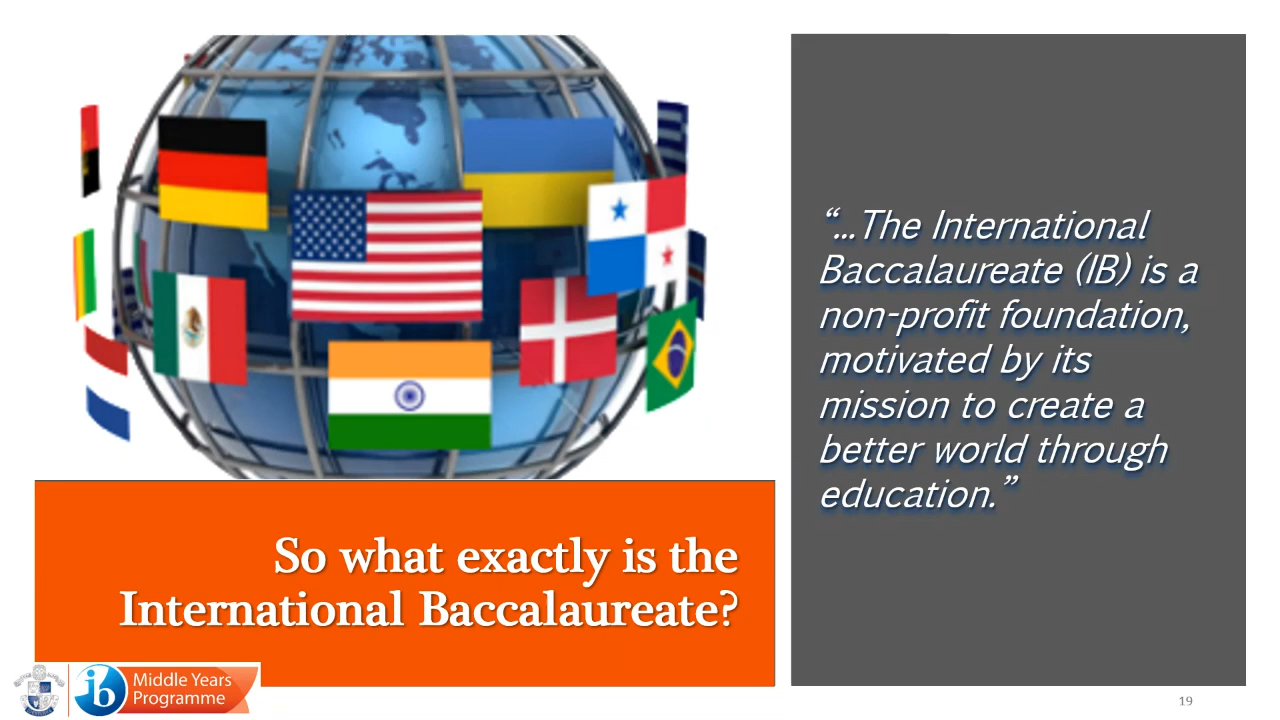 So what exactly is the
International Baccalaureate?
“...The International
Baccalaureate (IB) is a
non-profit foundation,
motivated by its
mission to create a
better world through
education.”
ib
Middle Years
Programme
19